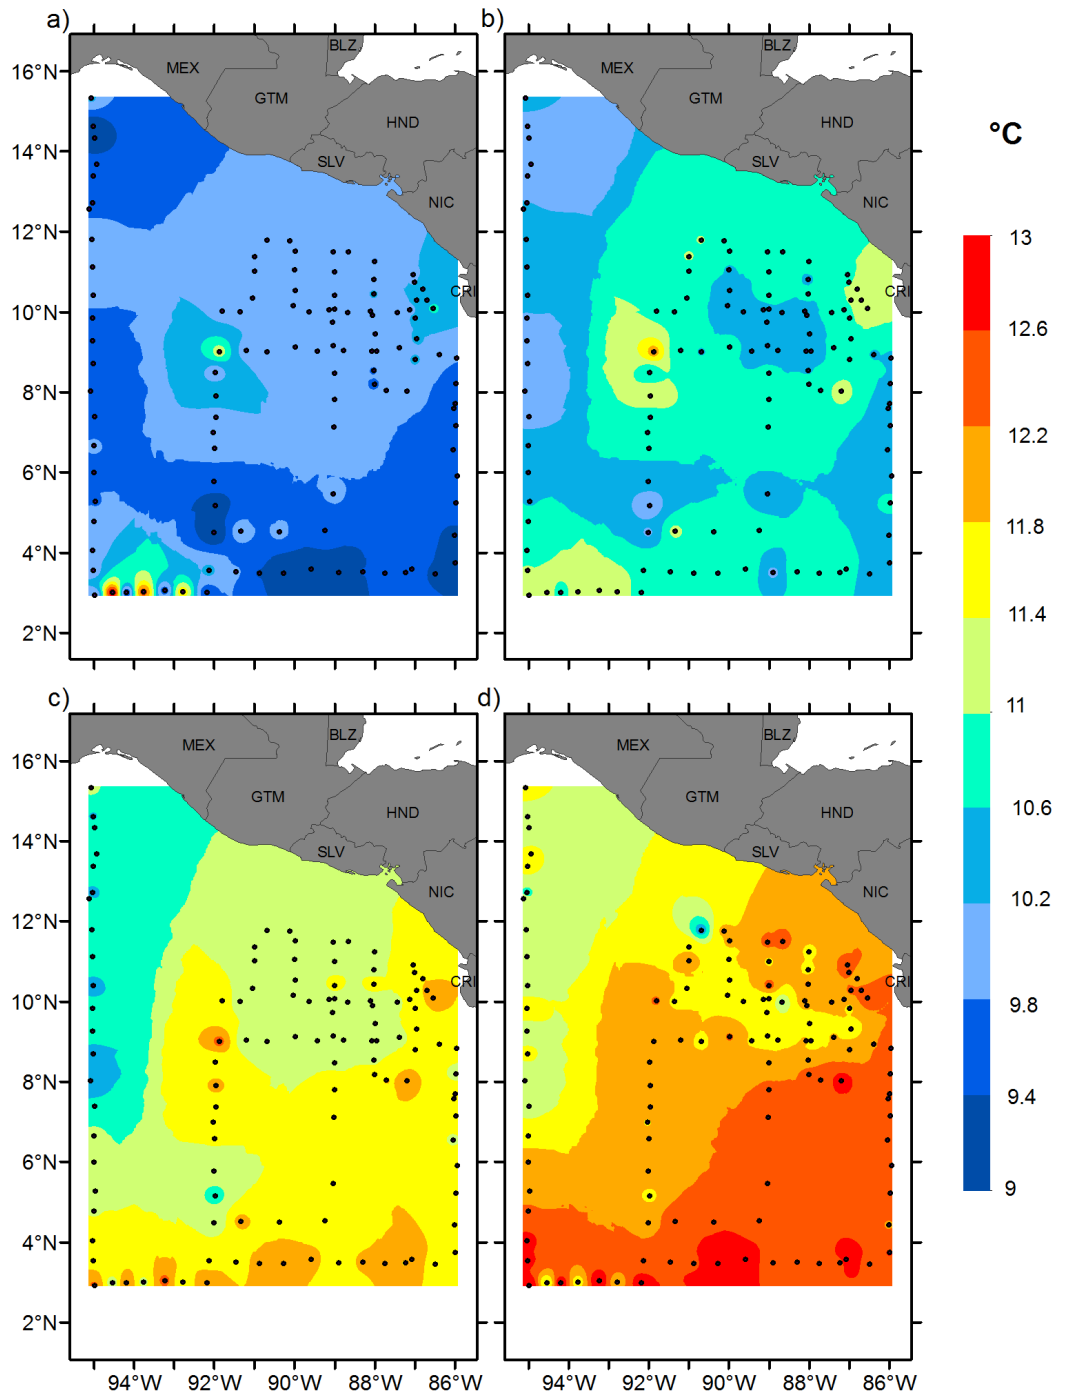 a)
b)
BLZ
BLZ
16°N
MEX
MEX
GTM
GTM
HND
HND
°C
14°N
SLV
SLV
NIC
NIC
12°N
13
CRI
CRI
10°N
12.6
8°N
12.2
6°N
11.8
4°N
11.4
2°N
11
c)
d)
BLZ
BLZ
MEX
MEX
16°N
GTM
GTM
10.6
HND
HND
14°N
SLV
SLV
10.2
NIC
NIC
12°N
CRI
CRI
10°N
9.8
8°N
9.4
6°N
9
4°N
2°N
94°W
92°W
90°W
88°W
86°W
94°W
92°W
90°W
88°W
86°W